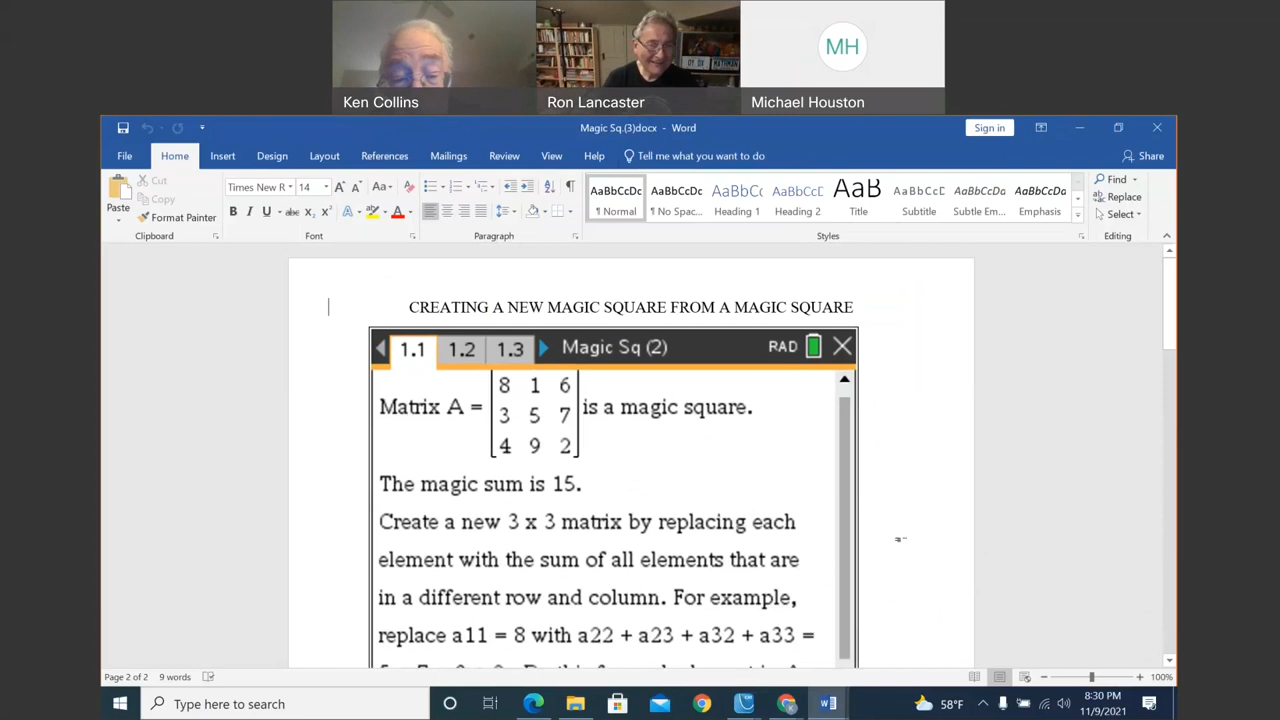 MH
Ken Collins
Ron Lancaster
Michael Houston
Magic Sq.(3)docx - Word
Sign in
File
Home
Insert
Design
Layout
References
Mailings
Review
View
Help
Tell me what you want to do
Share
Paste
Cut
Copy
Format Painter
Clipboard
Times New R
14
Font
Paragraph
AaBbCcDc
¶ Normal
AaBbCcDc
¶ No Spac...
AaBbCc
Heading 1
AaBbCcD
Heading 2
AaB
Title
AaBbCcD
Subtitle
AaBbCcDt
Subtle Em...
AaBbCcDt
Emphasis
Styles
Find
Replace
Select
Editing
CREATING A NEW MAGIC SQUARE FROM A MAGIC SQUARE
1.1 1.2 1.3 Magic Sq (2) RAD
8 1 6
Matrix A = 3 5 7 is a magic square.
4 9 2
The magic sum is 15.
Create a new 3 x 3 matrix by replacing each
element with the sum of all elements that are
in a different row and column. For example,
replace a11 = 8 with a22 + a23 + a32 + a33 =
Page 2 of 2 9 words 100%
Type here to search
58°F
8:30 PM
11/9/2021